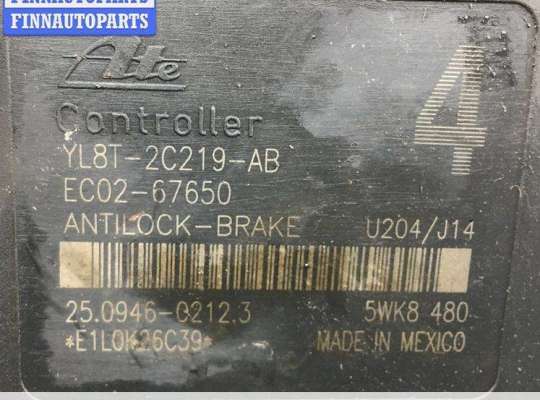 FINNAUTOPARTS
FINNAUTOPARTS
Ate
4
Controller
YL8T-2C219-AB
EC02-67650
ANTILOCK-BRAKE U204/J14
25.0946-0212.3 5WK8 480
*E1L0K26C39* MADE IN MEXICO